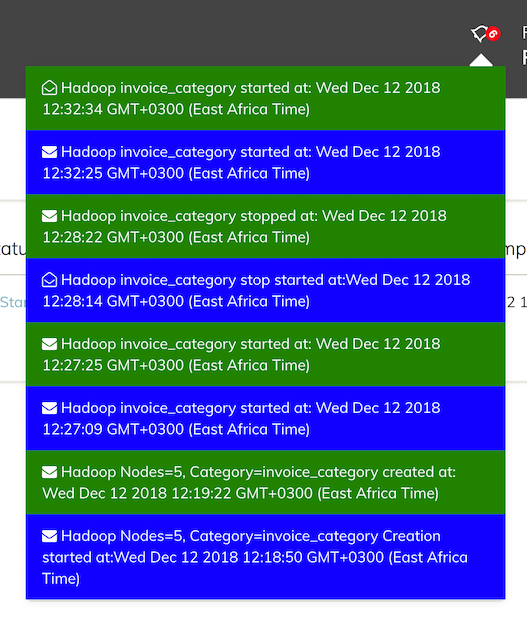 6
Hadoop invoice_category started at: Wed Dec 12 2018
12:32:34 GMT+0300 (East Africa Time)
Hadoop invoice_category started at: Wed Dec 12 2018
12:32:25 GMT+0300 (East Africa Time)
Hadoop invoice_category stopped at: Wed Dec 12 2018
12:28:22 GMT+0300 (East Africa Time)
Hadoop invoice_category stop started at:Wed Dec 12 2018
12:28:14 GMT+0300 (East Africa Time)
Hadoop invoice_category started at: Wed Dec 12 2018
12:27:25 GMT+0300 (East Africa Time)
Hadoop invoice_category started at: Wed Dec 12 2018
12:27:09 GMT+0300 (East Africa Time)
Hadoop Nodes=5, Category=invoice_category created at:
Wed Dec 12 2018 12:19:22 GMT+0300 (East Africa Time)
Hadoop Nodes=5, Category=invoice_category Creation
started at:Wed Dec 12 2018 12:18:50 GMT+0300 (East Africa
Time)